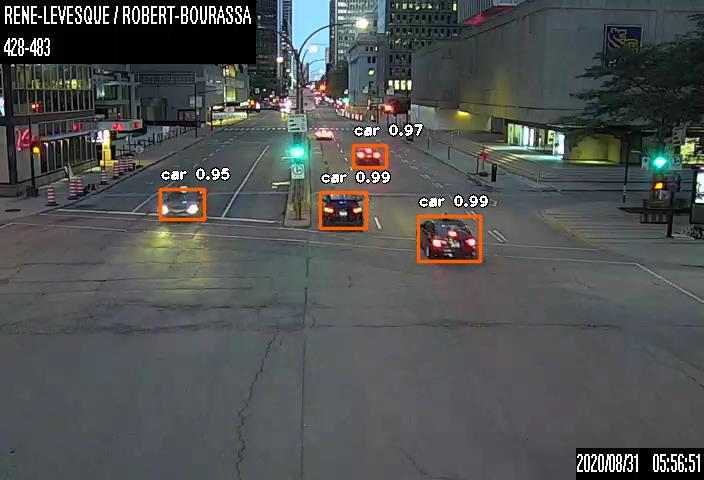 RENE-LEVESQUE / ROBERT-BOURASSA
428-483
car 0.97
car 0.95
car 0.99
car 0.99
2020/08/31 05:56:51